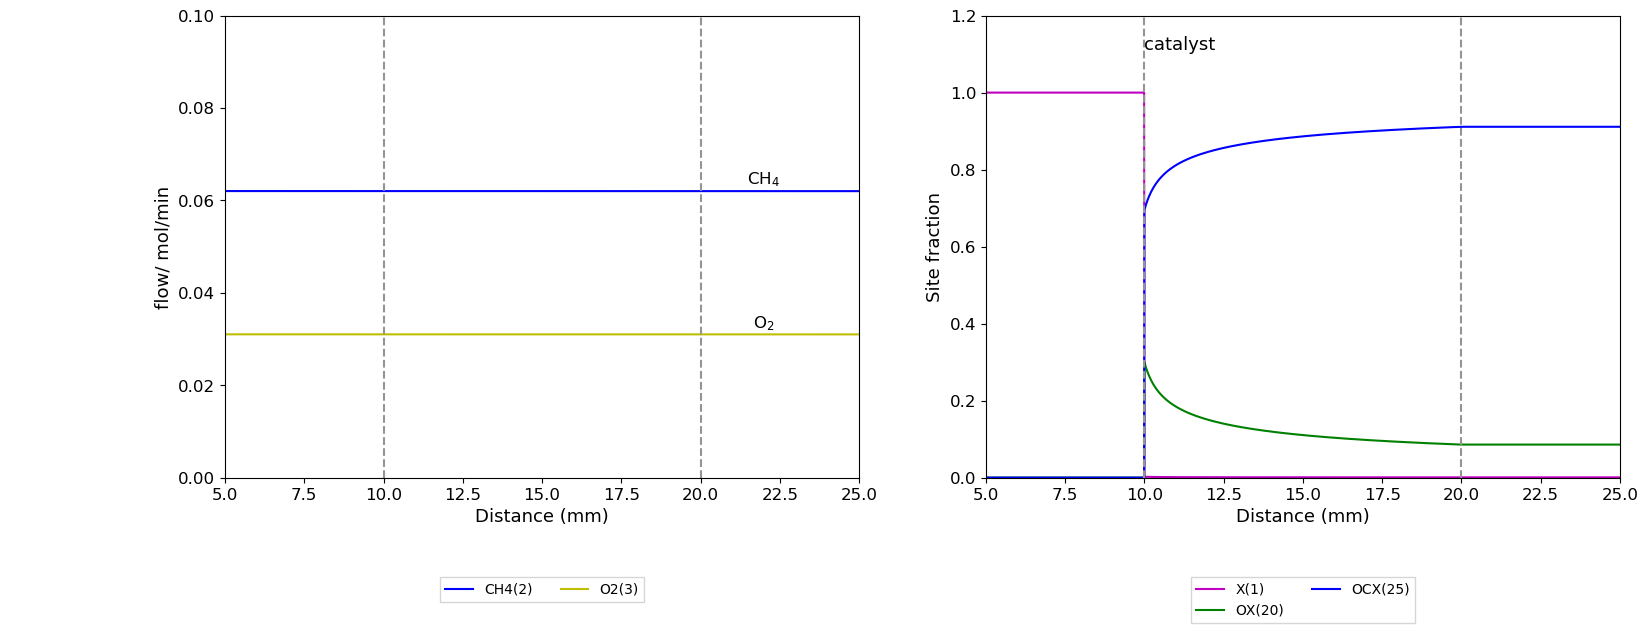 0.10
0.08
0.06
0.04
0.02
0.00
flow/ mol/min
CH₄
O₂
5.0 7.5 10.0 12.5 15.0 17.5 20.0 22.5 25.0
Distance (mm)
CH4(2) O2(3)
1.2
1.0
0.8
0.6
0.4
0.2
0.0
Site fraction
catalyst
5.0 7.5 10.0 12.5 15.0 17.5 20.0 22.5 25.0
Distance (mm)
X(1) OCX(25)
OX(20)